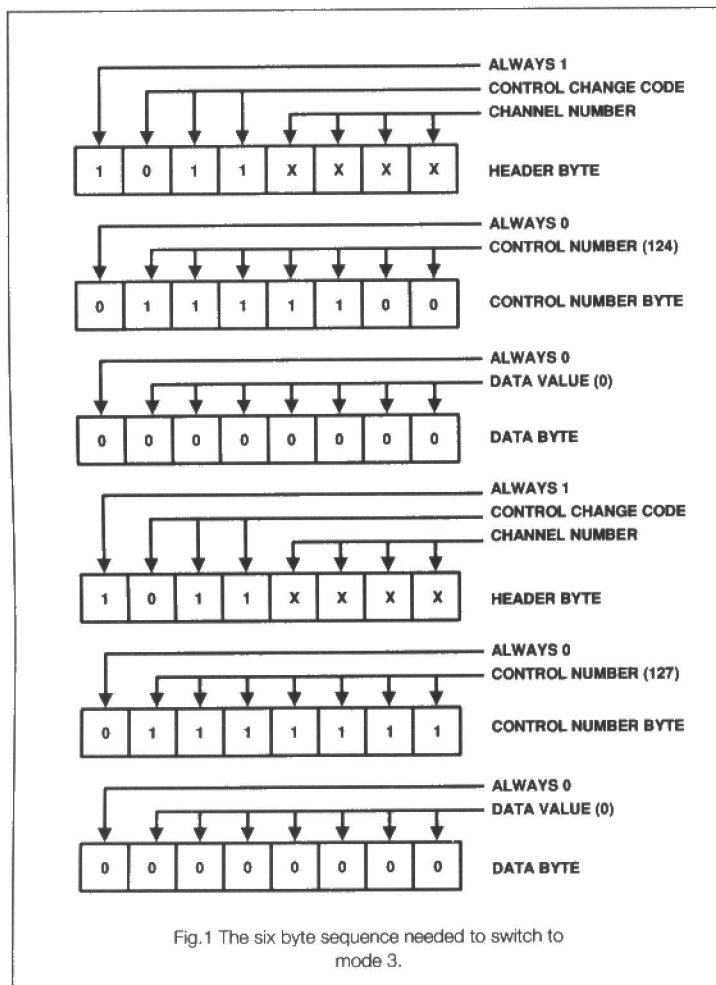 ALWAYS 1
CONTROL CHANGE CODE
CHANNEL NUMBER
1 0 1 1 X X X X HEADER BYTE
ALWAYS 0
CONTROL NUMBER (124)
0 1 1 1 1 1 0 0 CONTROL NUMBER BYTE
ALWAYS 0
DATA VALUE (0)
0 0 0 0 0 0 0 0 DATA BYTE
ALWAYS 1
CONTROL CHANGE CODE
CHANNEL NUMBER
1 0 1 1 X X X X HEADER BYTE
ALWAYS 0
CONTROL NUMBER (127)
0 1 1 1 1 1 1 1 CONTROL NUMBER BYTE
ALWAYS 0
DATA VALUE (0)
0 0 0 0 0 0 0 0 DATA BYTE
Fig.1 The six byte sequence needed to switch to
mode 3.